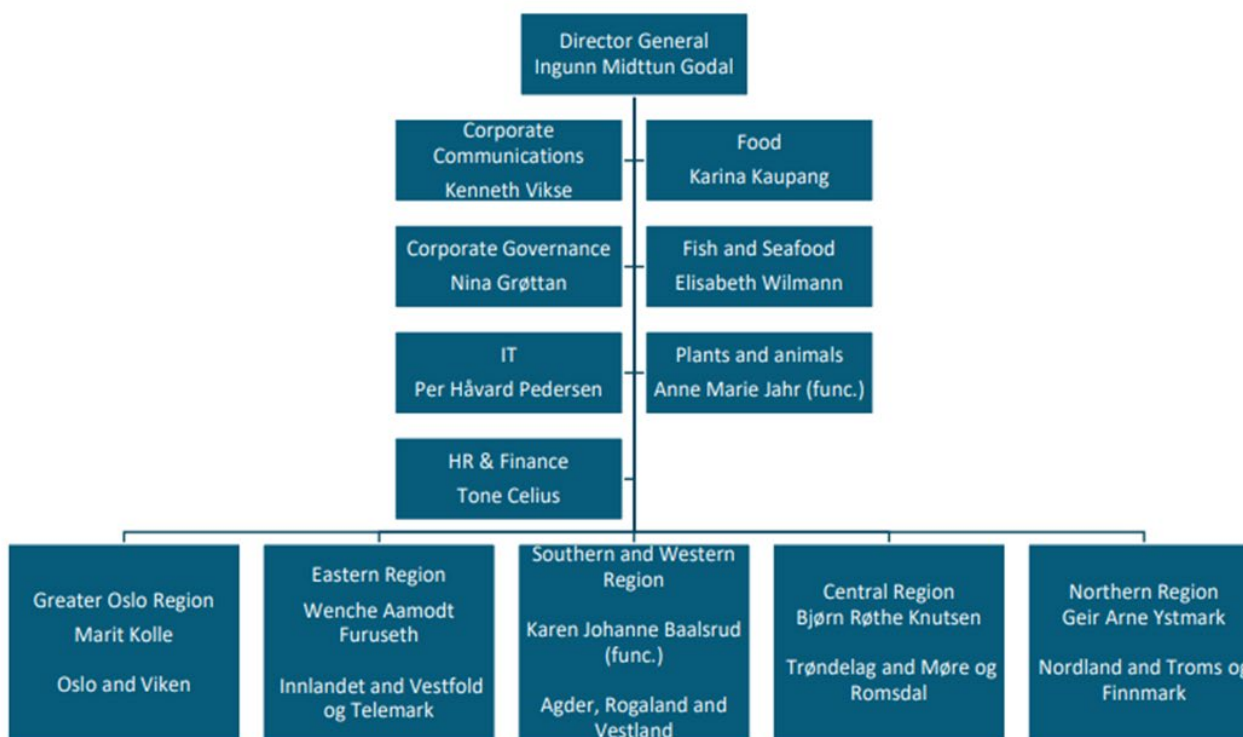 Director General
Ingunn Midttun Godal
Corporate
Communications
Kenneth Vikse
Food
Karina Kaupang
Corporate Governance
Nina Grøttan
Fish and Seafood
Elisabeth Wilmann
IT
Per Håvard Pedersen
Plants and animals
Anne Marie Jahr (func.)
HR & Finance
Tone Celius
Greater Oslo Region
Marit Kolle
Oslo and Viken
Eastern Region
Wenche Aamodt
Furuseth
Innlandet and Vestfold
og Telemark
Southern and Western
Region
Karen Johanne Baalsrud
(func.)
Agder, Rogaland and
Vestland
Central Region
Bjørn Røthe Knutsen
Trøndelag and Møre og
Romsdal
Northern Region
Geir Arne Ystmark
Nordland and Troms og
Finnmark